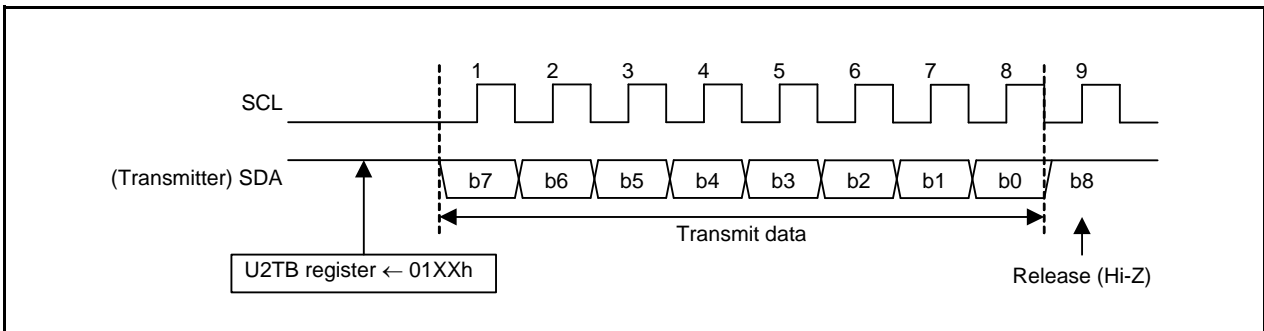 1 2 3 4 5 6 7 8 9
SCL
(Transmitter) SDA
b7 b6 b5 b4 b3 b2 b1 b0 b8
Transmit data
U2TB register ← 01XXh
Release (Hi-Z)